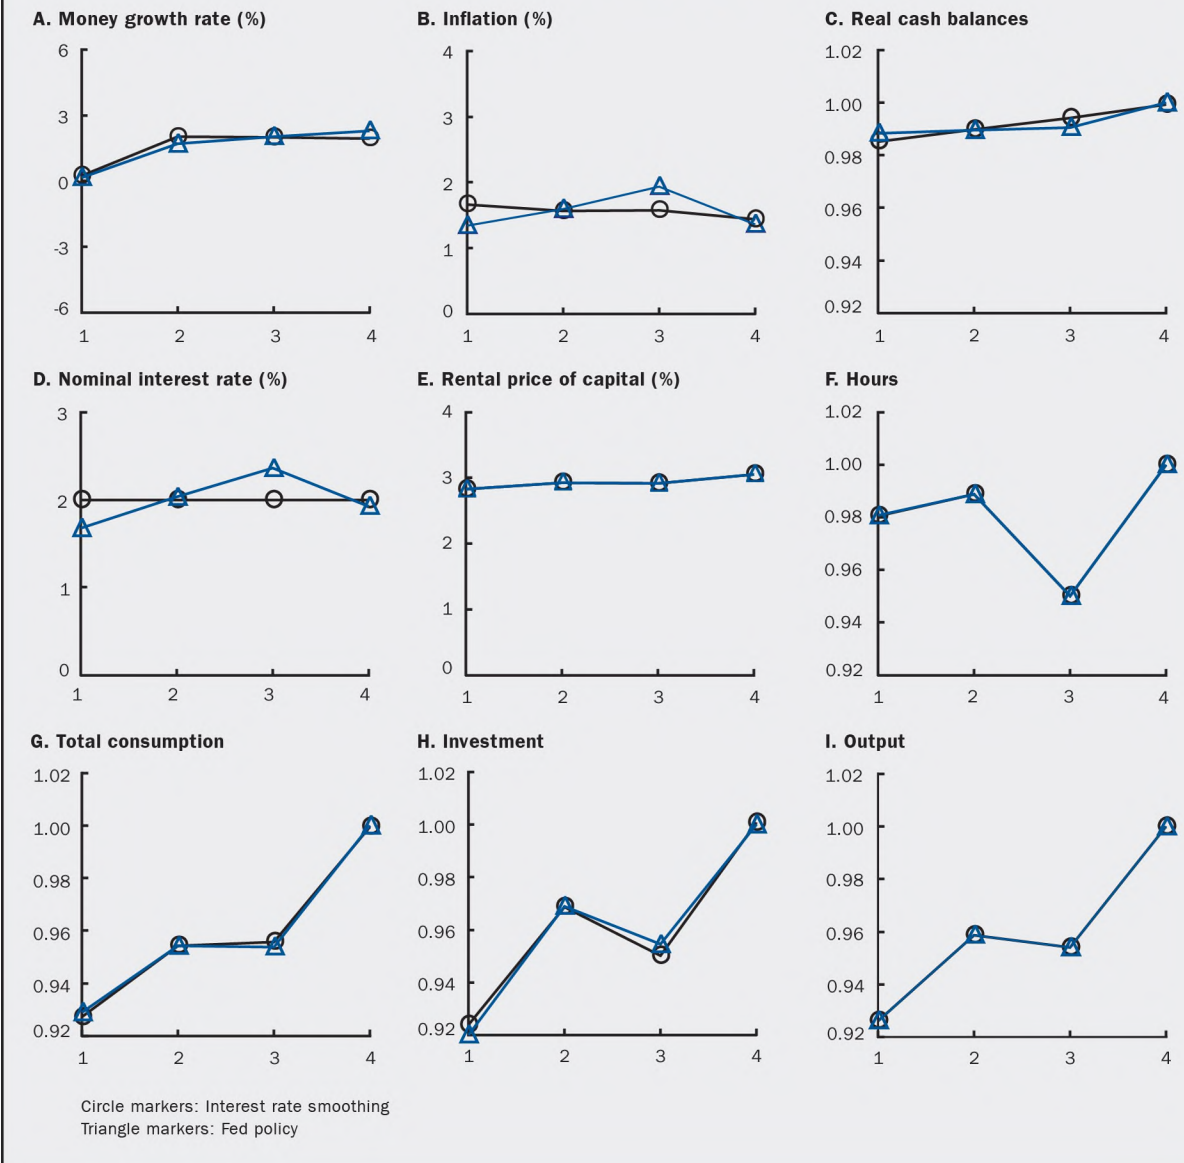 A. Money growth rate (%)
6
3
0
-3
-6
1 2 3 4
B. Inflation (%)
4
3
2
1
0
1 2 3 4
C. Real cash balances
1.02
1.00
0.98
0.96
0.94
0.92
1 2 3 4
D. Nominal interest rate (%)
3
2
1
0
1 2 3 4
E. Rental price of capital (%)
4
3
2
1
0
1 2 3 4
F. Hours
1.02
1.00
0.98
0.96
0.94
0.92
1 2 3 4
G. Total consumption
1.02
1.00
0.98
0.96
0.94
0.92
1 2 3 4
H. Investment
1.02
1.00
0.98
0.96
0.94
0.92
1 2 3 4
I. Output
1.02
1.00
0.98
0.96
0.94
0.92
1 2 3 4
Circle markers: Interest rate smoothing
Triangle markers: Fed policy